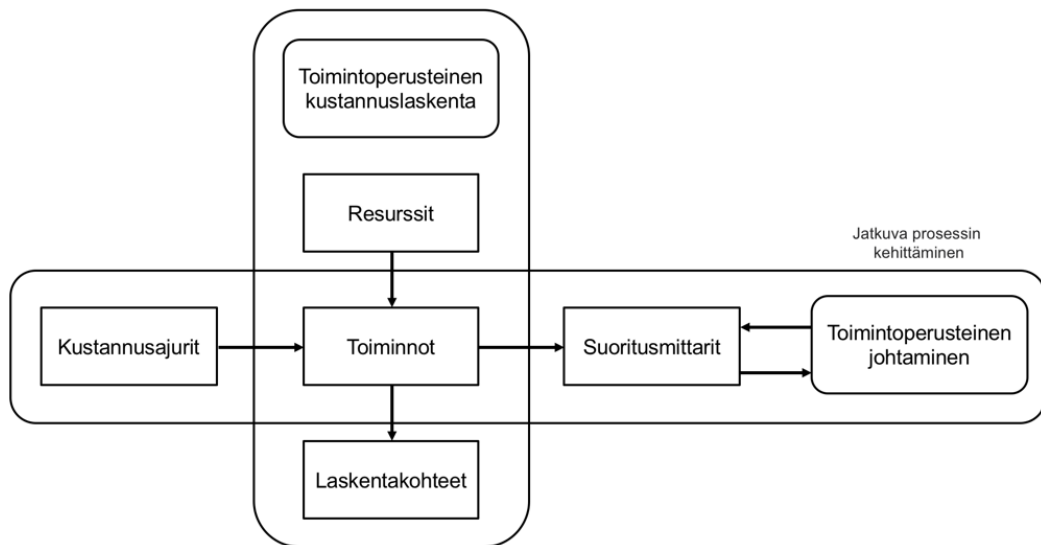 Toimintoperusteinen
kustannuslaskenta
Resurssit
Jatkuva prosessin
kehittäminen
Kustannusajurit
Toiminnot
Suoritusmittarit
Toimintoperusteinen
johtaminen
Laskentakohteet